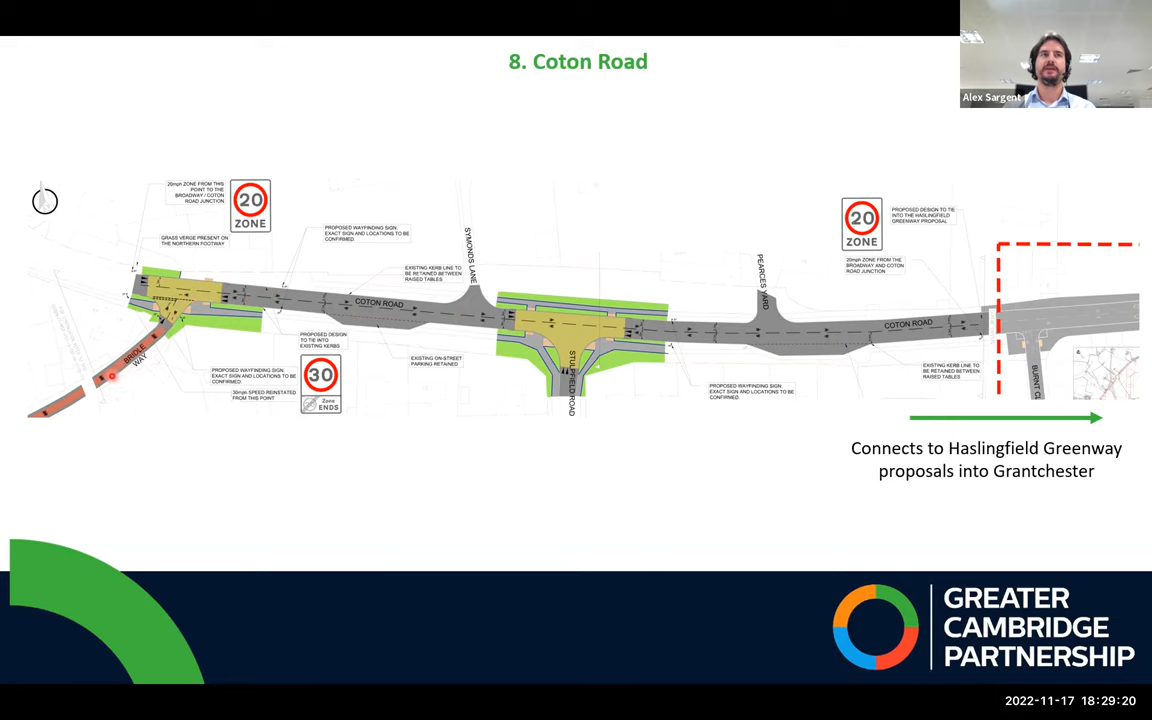 8. Coton Road
Alex Sargent
20mph ZONE FROM THIS
POINT TO THE
BROADWAY / COTON
ROAD JUNCTION
20
ZONE
GRASS VERGE PRESENT ON
THE NORTHERN FOOTWAY
PROPOSED WAYFINDING SIGN.
EXACT SIGN AND LOCATIONS TO BE
CONFIRMED.
SYMONDS LANE
EXISTING KERB LINE TO
BE RETAINED BETWEEN
RAISED TABLES
20
ZONE
PROPOSED DESIGN TO TIE
INTO THE HASLINGFIELD
GREENWAY PROPOSAL
20mph ZONE FROM THE
BROADWAY AND COTON
ROAD JUNCTION
PEARCES YARD
COTON ROAD
COTON ROAD
BRIDLE
WAY
PROPOSED DESIGN
TO TIE INTO
EXISTING KERBS
PROPOSED WAYFINDING SIGN.
EXACT SIGN AND LOCATIONS TO BE
CONFIRMED.
30mph SPEED REINSTATED
FROM THIS POINT
30
Zone
ENDS
EXISTING ON-STREET
PARKING RETAINED
STULPFIELD ROAD
PROPOSED WAYFINDING SIGN.
EXACT SIGN AND LOCATIONS TO BE
CONFIRMED.
EXISTING KERB LINE TO
BE RETAINED BETWEEN
RAISED TABLES
BURNT CL
Connects to Haslingfield Greenway
proposals into Grantchester
GREATER
CAMBRIDGE
PARTNERSHIP
2022-11-17 18:29:20